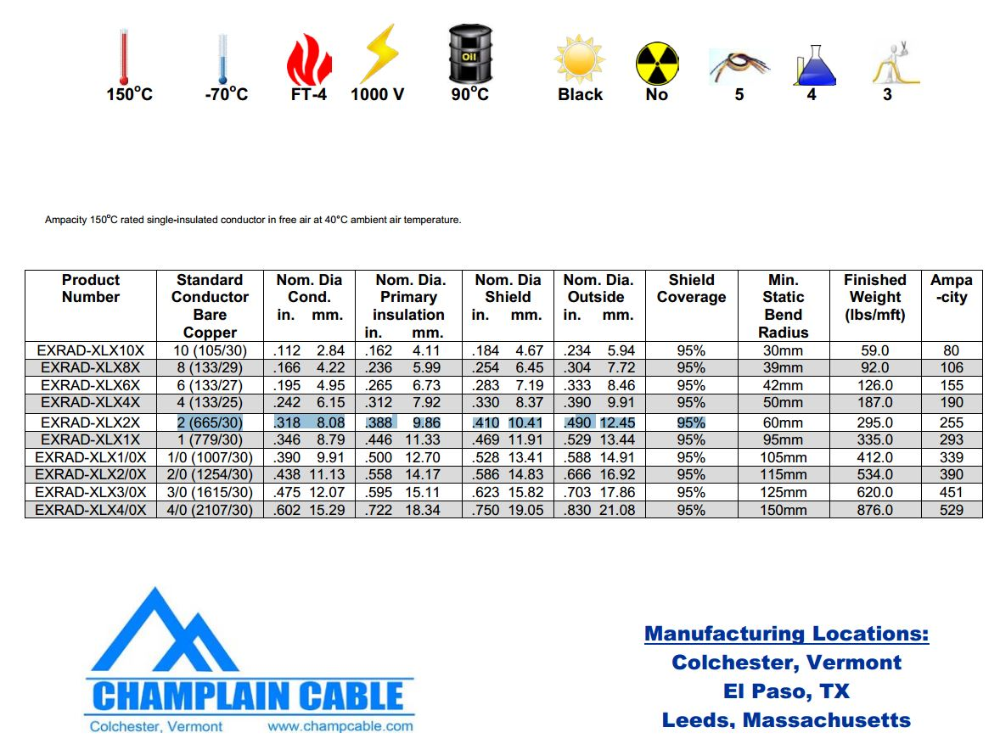 Oil
150°C -70°C FT-4 1000 V 90°C Black No 5 4 3
Ampacity 150°C rated single-insulated conductor in free air at 40°C ambient air temperature.
Product Number Standard Conductor Bare Copper Nom. Dia Cond. in. mm. Nom. Dia. Primary insulation in. mm. Nom. Dia Shield in. mm. Nom. Dia. Outside in. mm. Shield Coverage Min. Static Bend Radius Finished Weight (lbs/mft) Ampa -city
EXRAD-XLX10X 10 (105/30) .112 2.84 .162 4.11 .184 4.67 .234 5.94 95% 30mm 59.0 80
EXRAD-XLX8X 8 (133/29) .166 4.22 .236 5.99 .254 6.45 .304 7.72 95% 39mm 92.0 106
EXRAD-XLX6X 6 (133/27) .195 4.95 .265 6.73 .283 7.19 .333 8.46 95% 42mm 126.0 155
EXRAD-XLX4X 4 (133/25) .242 6.15 .312 7.92 .330 8.37 .390 9.91 95% 50mm 187.0 190
EXRAD-XLX2X 2 (665/30) .318 8.08 .388 9.86 .410 10.41 .490 12.45 95% 60mm 295.0 255
EXRAD-XLX1X 1 (779/30) .346 8.79 .446 11.33 .469 11.91 .529 13.44 95% 95mm 335.0 293
EXRAD-XLX1/0X 1/0 (1007/30) .390 9.91 .500 12.70 .528 13.41 .588 14.91 95% 105mm 412.0 339
EXRAD-XLX2/0X 2/0 (1254/30) .438 11.13 .558 14.17 .586 14.83 .666 16.92 95% 115mm 534.0 390
EXRAD-XLX3/0X 3/0 (1615/30) .475 12.07 .595 15.11 .623 15.82 .703 17.86 95% 125mm 620.0 451
EXRAD-XLX4/0X 4/0 (2107/30) .602 15.29 .722 18.34 .750 19.05 .830 21.08 95% 150mm 876.0 529
CHAMPLAIN CABLE
Colchester, Vermont www.champcable.com
Manufacturing Locations:
Colchester, Vermont
El Paso, TX
Leeds, Massachusetts